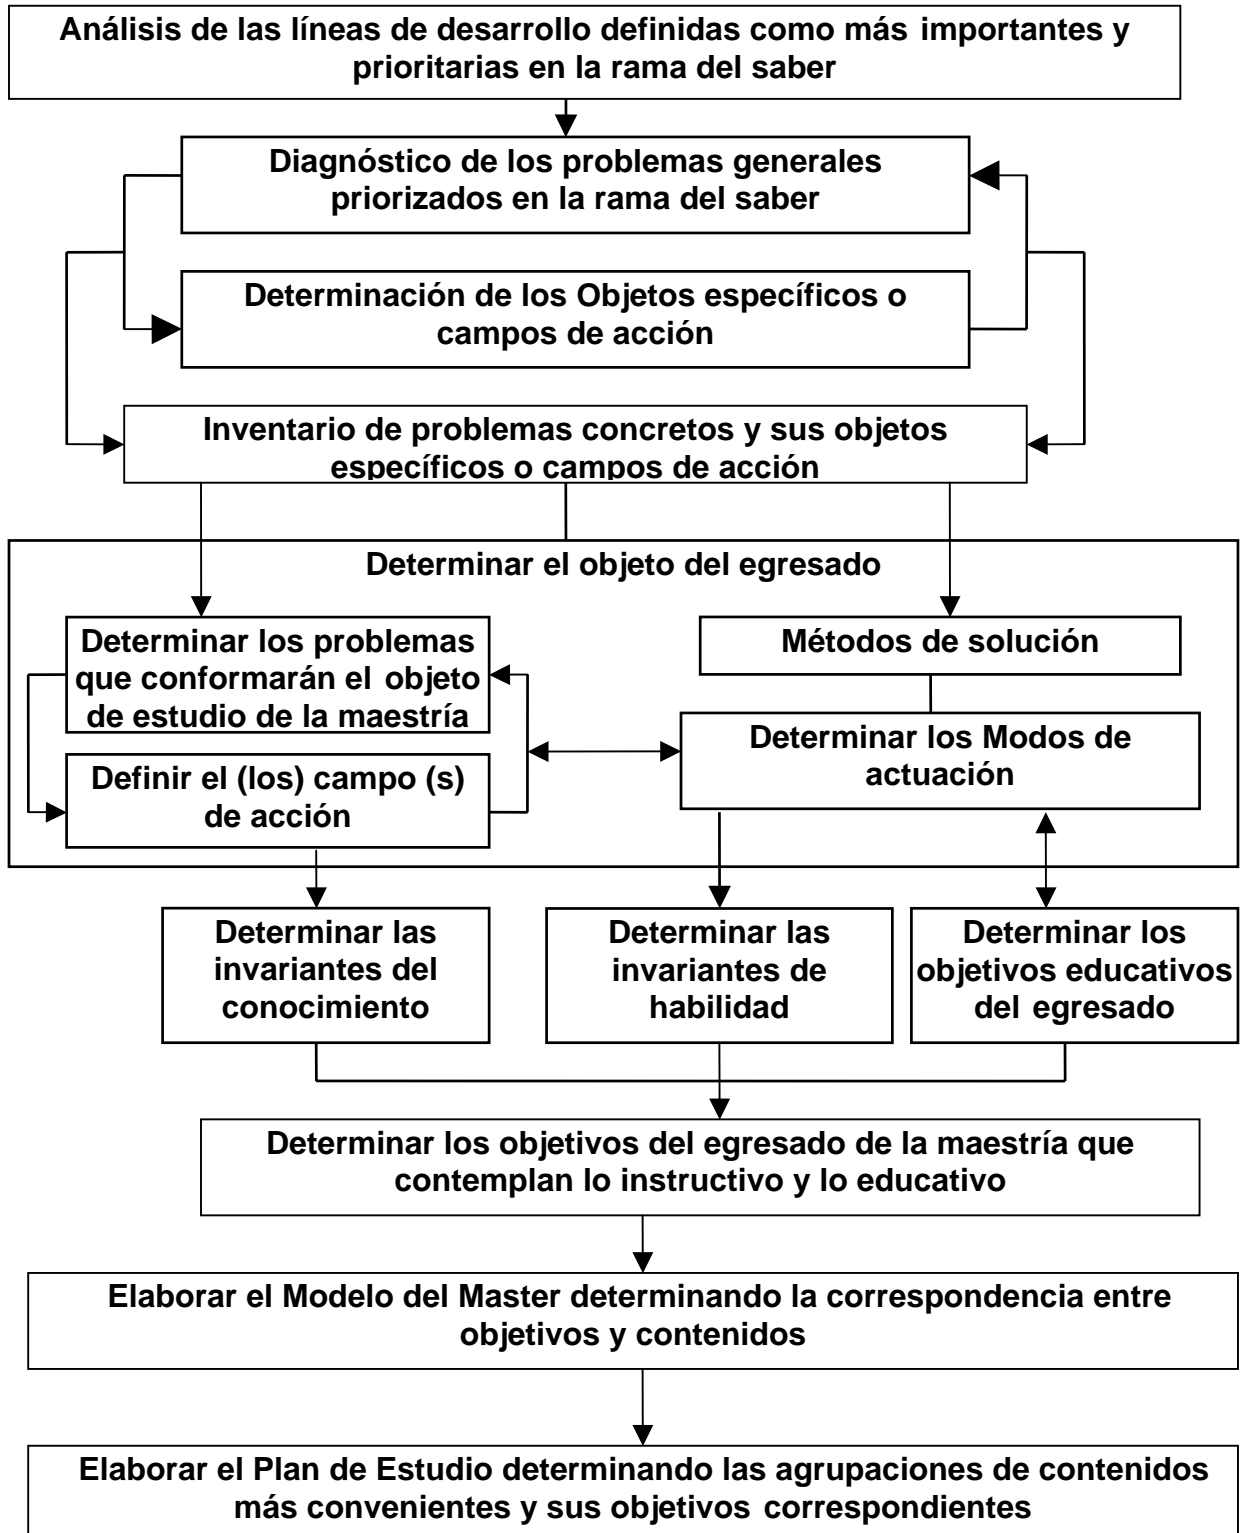 Análisis de las líneas de desarrollo definidas como más importantes y
prioritarias en la rama del saber
Diagnóstico de los problemas generales
priorizados en la rama del saber
Determinación de los Objetos específicos o
campos de acción
Inventario de problemas concretos y sus objetos
específicos o campos de acción
Determinar el objeto del egresado
Determinar los problemas
que conformarán el objeto
de estudio de la maestría
Definir el (los) campo (s)
de acción
Métodos de solución
Determinar los Modos de
actuación
Determinar las
invariantes del
conocimiento
Determinar las
invariantes de
habilidad
Determinar los
objetivos educativos
del egresado
Determinar los objetivos del egresado de la maestría que
contemplan lo instructivo y lo educativo
Elaborar el Modelo del Master determinando la correspondencia entre
objetivos y contenidos
Elaborar el Plan de Estudio determinando las agrupaciones de contenidos
más convenientes y sus objetivos correspondientes